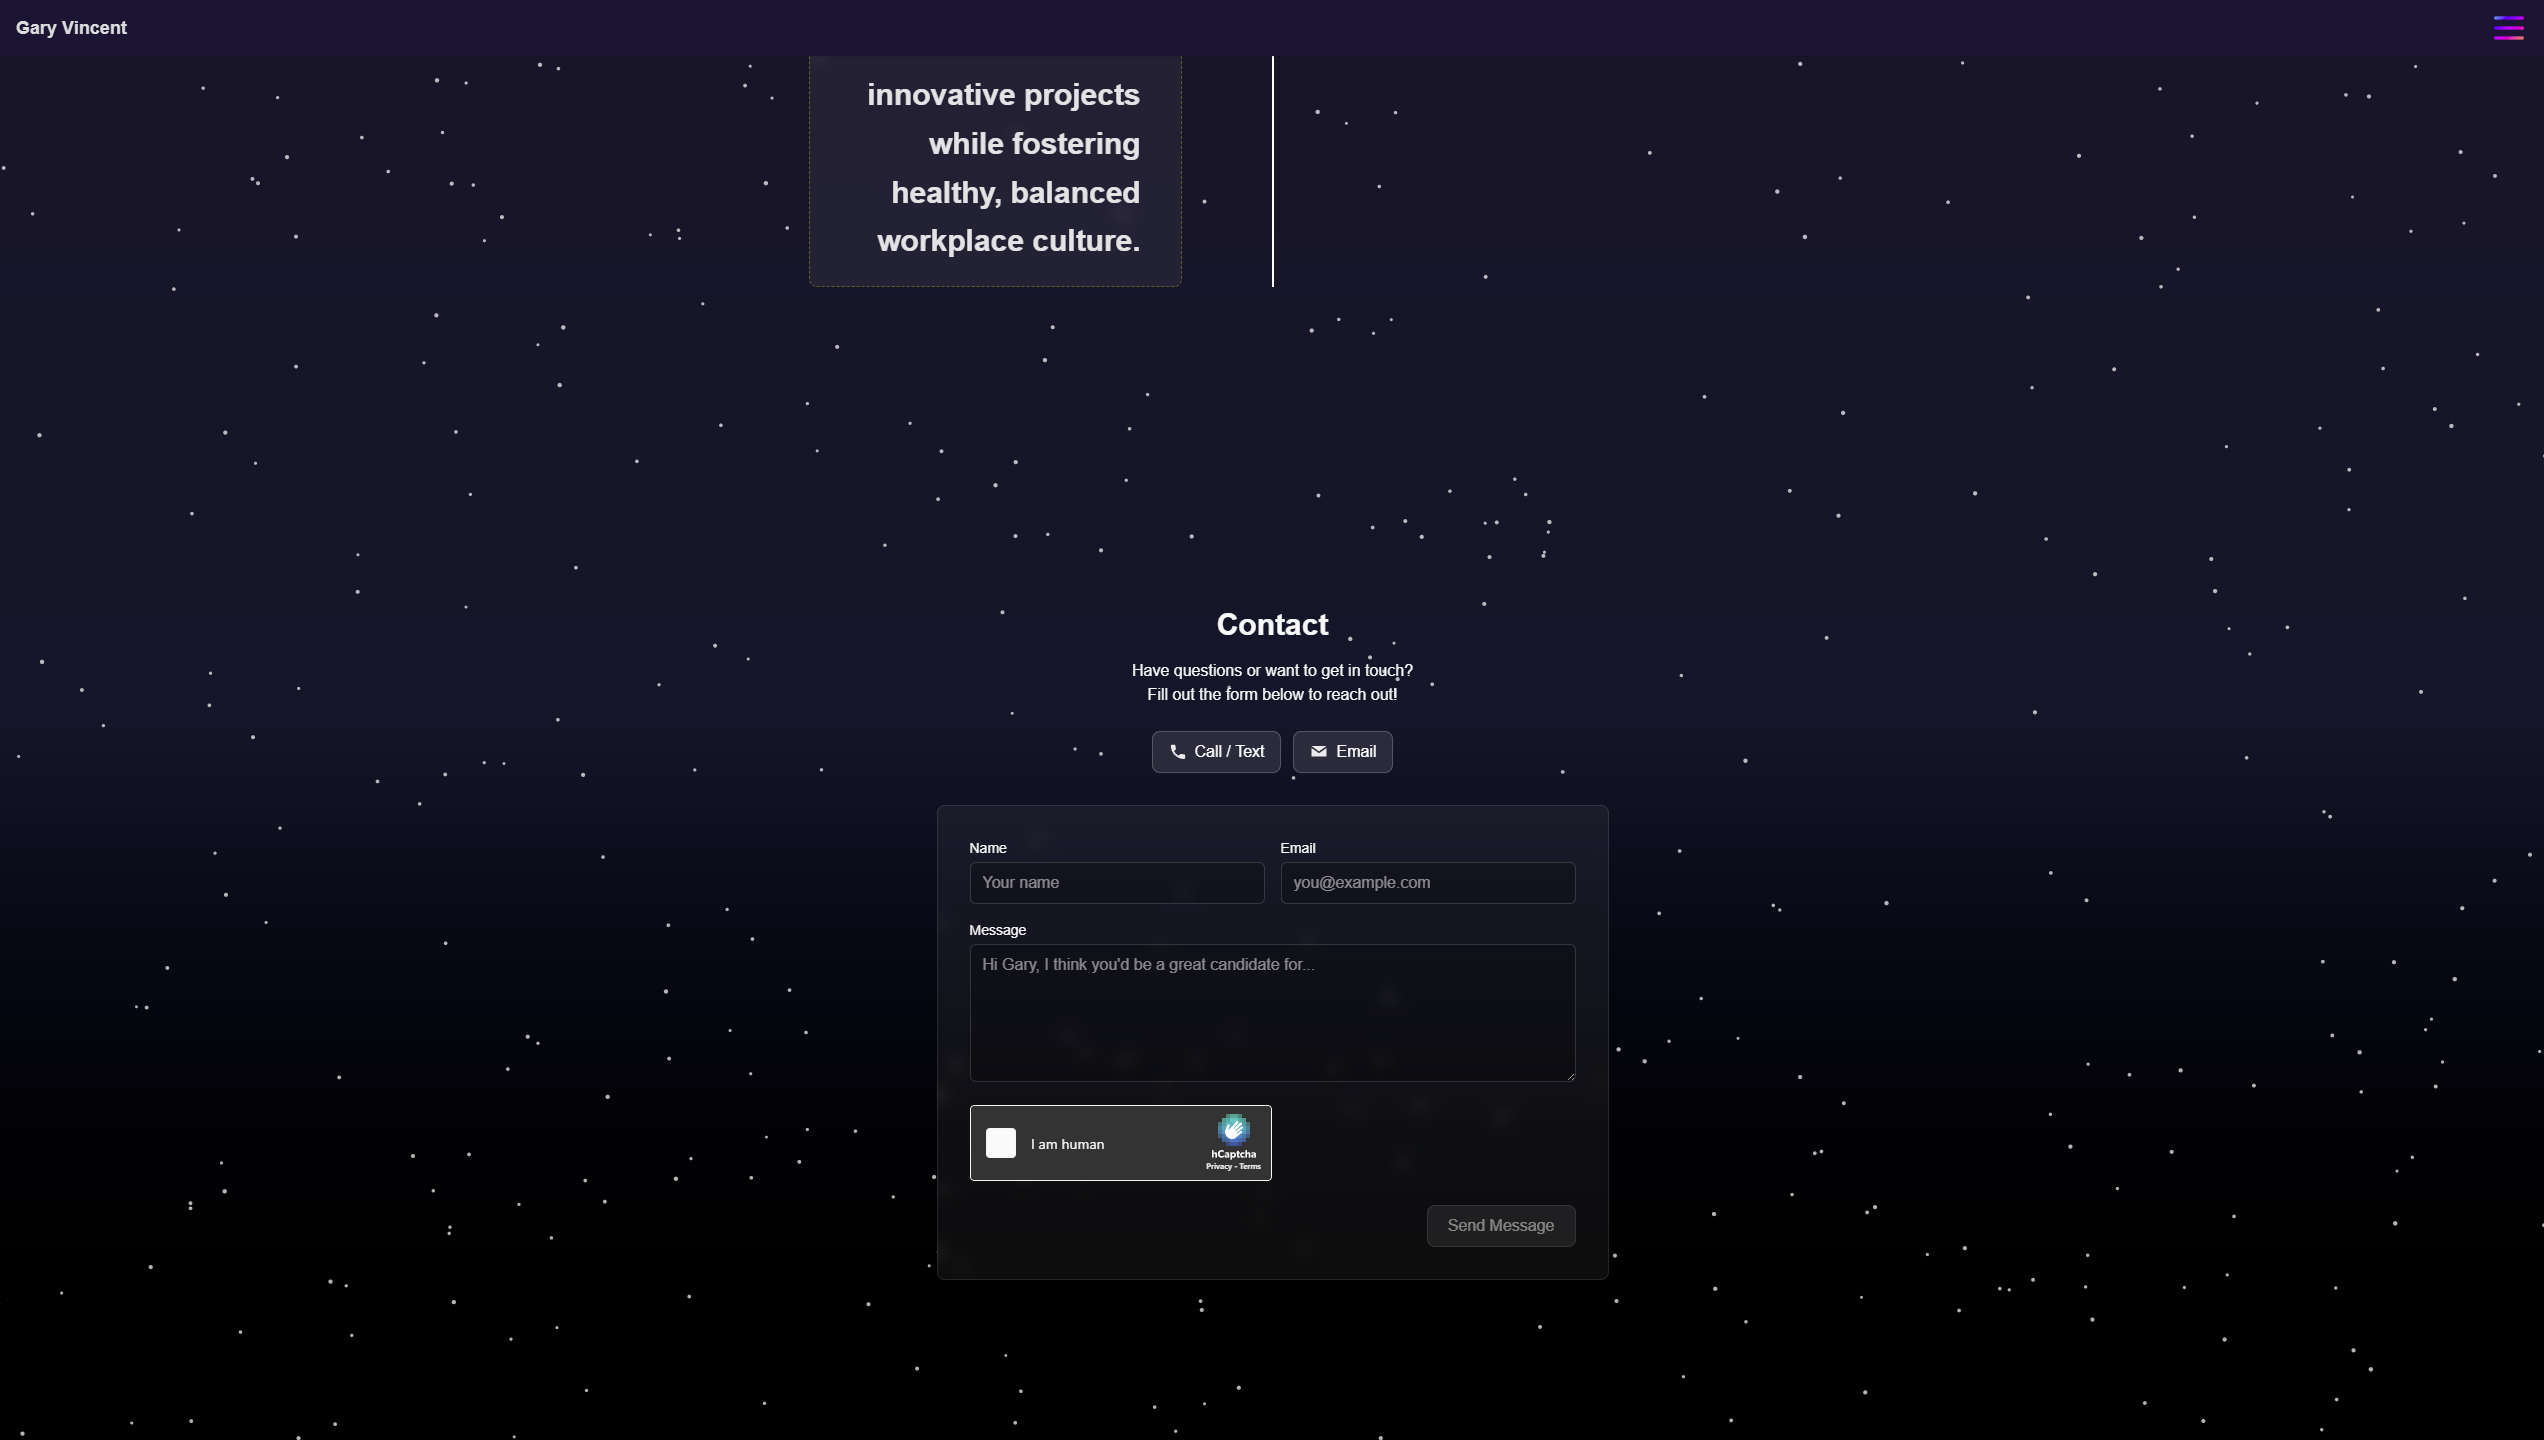 Gary Vincent
innovative projects
while fostering
healthy, balanced
workplace culture.
Contact
Have questions or want to get in touch?
Fill out the form below to reach out!
Call / Text
Email
Name
Email
Your name
you@example.com
Message
Hi Gary, I think you'd be a great candidate for...
I am human
hCaptcha
Privacy - Terms
Send Message